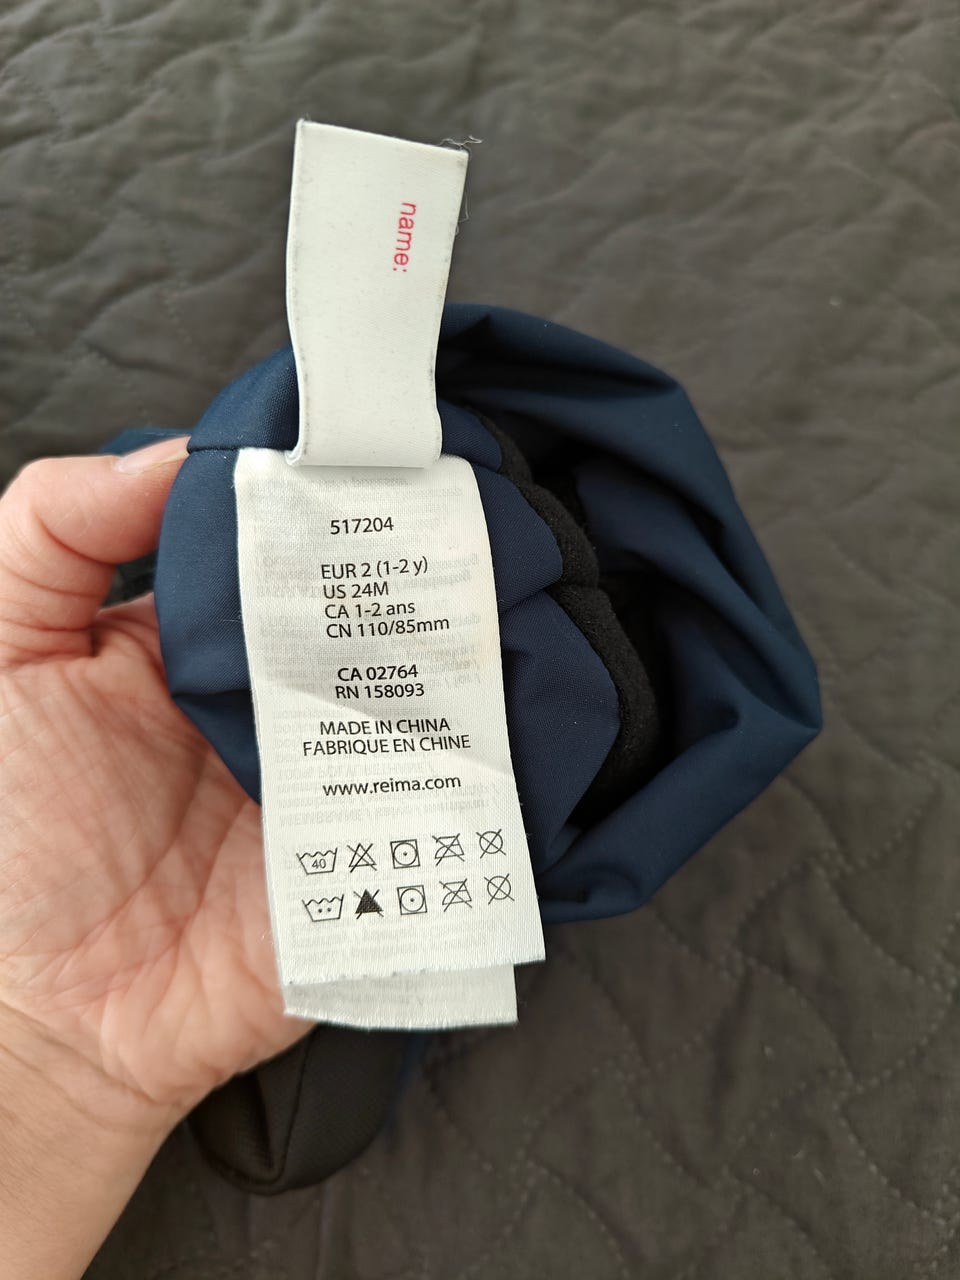 name:
517204
EUR 2 (1-2 y)
US 24M
CA 1-2 ans
CN 110/85mm
CA 02764
RN 158093
MADE IN CHINA
FABRIQUE EN CHINE
www.reima.com
40